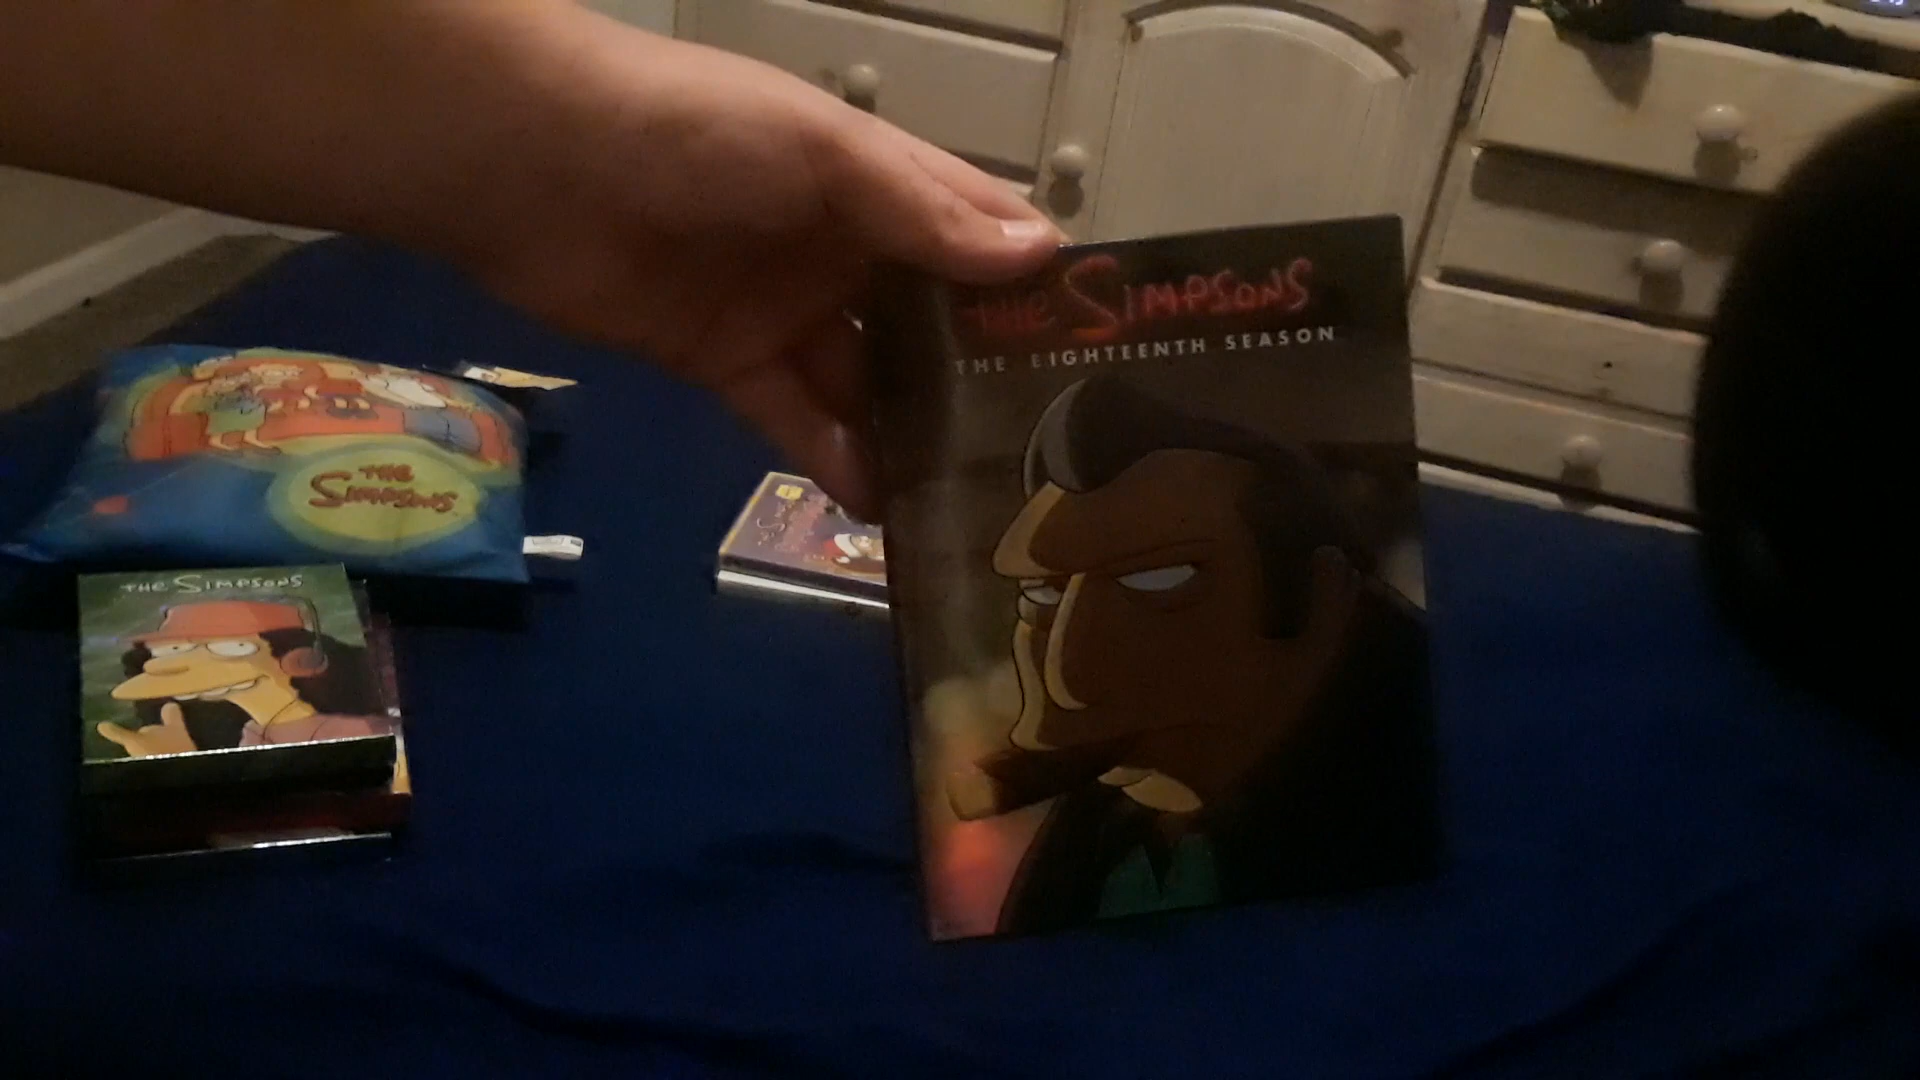 THE SIMPSONS
THE EIGHTEENTH SEASON
THE
SIMPSONS
THE SIMPSONS